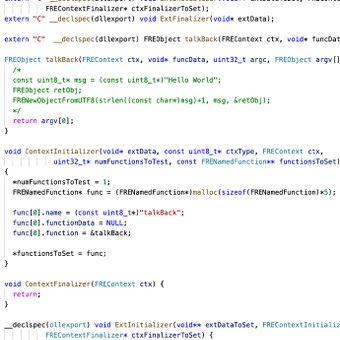 FREContextFinalizer* ctxFinalizerToSet);
extern "C" __declspec(dllexport) void ExtFinalizer(void* extData);
extern "C" __declspec(dllexport) FREObject talkBack(FREContext ctx, void* funcDat
FREObject talkBack(FREContext ctx, void* funcData, uint32_t argc, FREObject argv[]
/*
const uint8_t* msg = (const uint8_t*)"Hello World";
FREObject retObj;
FRENewObjectFromUTF8(strlen((const char*)msg)+1, msg, &retObj);
*/
return argv[0];
}
void ContextInitializer(void* extData, const uint8_t* ctxType, FREContext ctx,
uint32_t* numFunctionsToTest, const FRENamedFunction** functionsToSet)
{
*numFunctionsToTest = 1;
FRENamedFunction* func = (FRENamedFunction*)malloc(sizeof(FRENamedFunction)*5);
func[0].name = (const uint8_t*)"talkBack";
func[0].functionData = NULL;
func[0].function = &talkBack;
*functionsToSet = func;
}
void ContextFinalizer(FREContext ctx) {
return;
}
__declspec(dllexport) void ExtInitializer(void** extDataToSet, FREContextInitializ
FREContextFinalizer* ctxFinalizerToSet) {